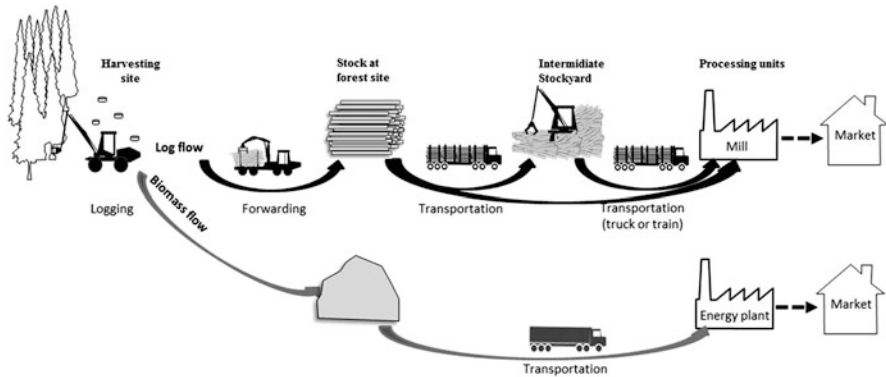 Harvesting
site
Stock at
forest site
Intermidiate
Stockyard
Processing units
Log flow
Mill
Market
Biomass flow
Logging
Forwarding
Transportation
Transportation
(truck or train)
Energy plant
Market
Transportation